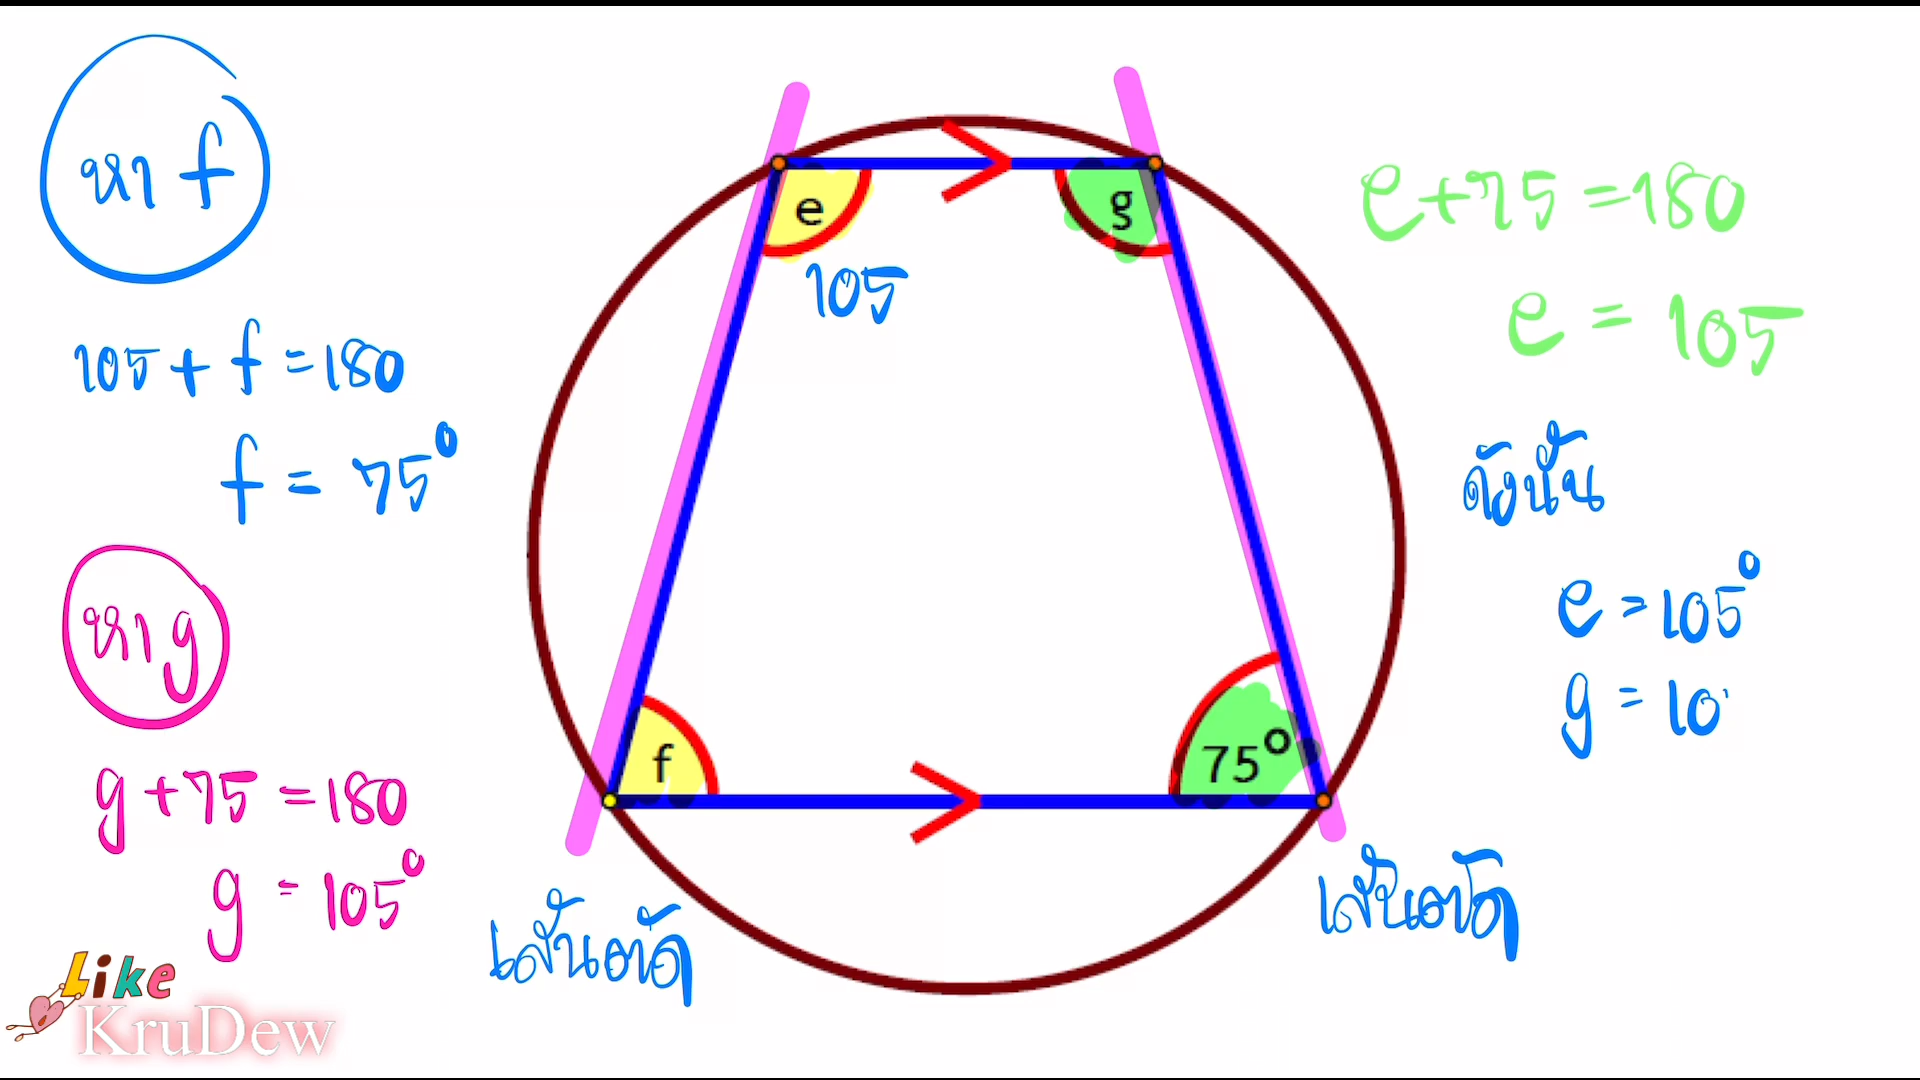 หา f
105 + f = 180
f = 75°
หา g
g + 75 = 180
g = 105°
e
g
105
f
75°
เส้นตัด
เส้นตัด
e + 75 = 180
e = 105
ดังนั้น
e = 105°
g = 10
Like
KruDew